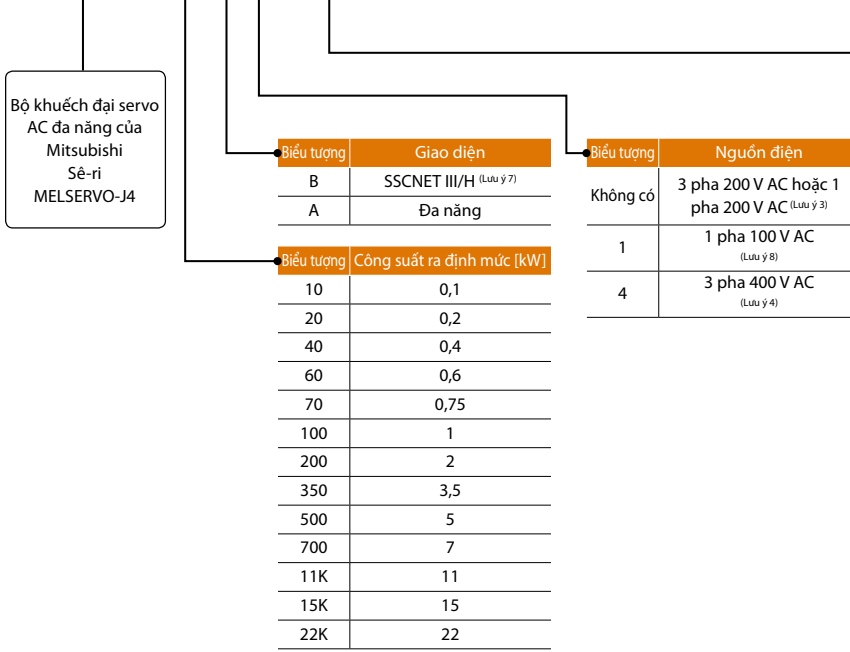 Bộ khuếch đại servo
AC đa năng của
Mitsubishi
Sê-ri
MELSERVO-J4
Biểu tượng Giao diện
B SSCNET III/H (Lưu ý 7)
A Đa năng
Biểu tượng Công suất ra định mức [kW]
10 0,1
20 0,2
40 0,4
60 0,6
70 0,75
100 1
200 2
350 3,5
500 5
700 7
11K 11
15K 15
22K 22
Biểu tượng Nguồn điện
Không có 3 pha 200 V AC hoặc 1
pha 200 V AC (Lưu ý 3)
1 1 pha 100 V AC
(Lưu ý 8)
4 3 pha 400 V AC
(Lưu ý 4)